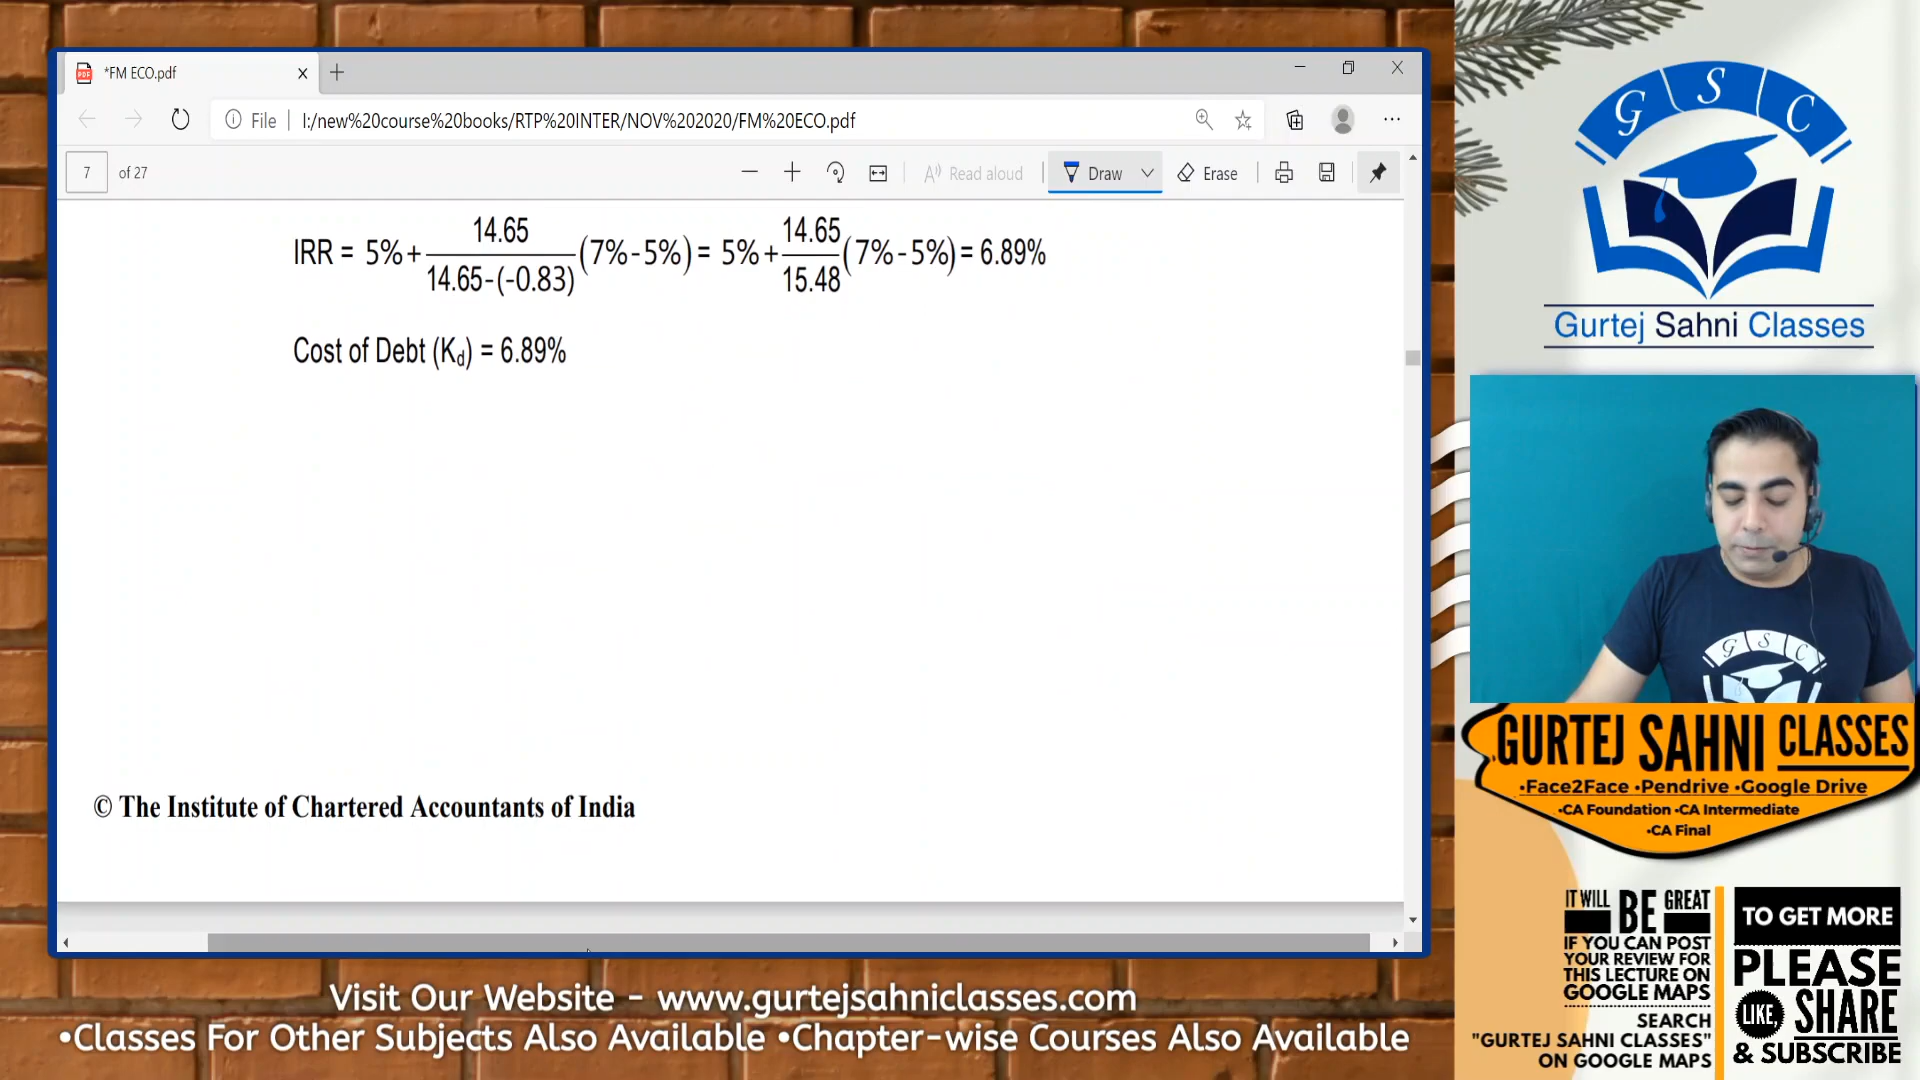 *FM ECO.pdf
File
I:/new%20course%20books/RTP%20INTER/NOV%202020/FM%20ECO.pdf
7 of 27
Read aloud
Draw
Erase
IRR = 5% + 14.65 / 14.65-(-0.83) (7%-5%) = 5% + 14.65 / 15.48 (7%-5%) = 6.89%
Cost of Debt (Kd) = 6.89%
© The Institute of Chartered Accountants of India
G S C
Gurtej Sahni Classes
G S C
GURTEJ SAHNI CLASSES
•Face2Face •Pendrive •Google Drive
•CA Foundation •CA Intermediate
•CA Final
IT WILL BE GREAT
IF YOU CAN POST
YOUR REVIEW FOR
THIS LECTURE ON
GOOGLE MAPS
SEARCH
"GURTEJ SAHNI CLASSES"
ON GOOGLE MAPS
TO GET MORE
PLEASE
LIKE, SHARE
& SUBSCRIBE
Visit Our Website - www.gurtejsahniclasses.com
•Classes For Other Subjects Also Available •Chapter-wise Courses Also Available